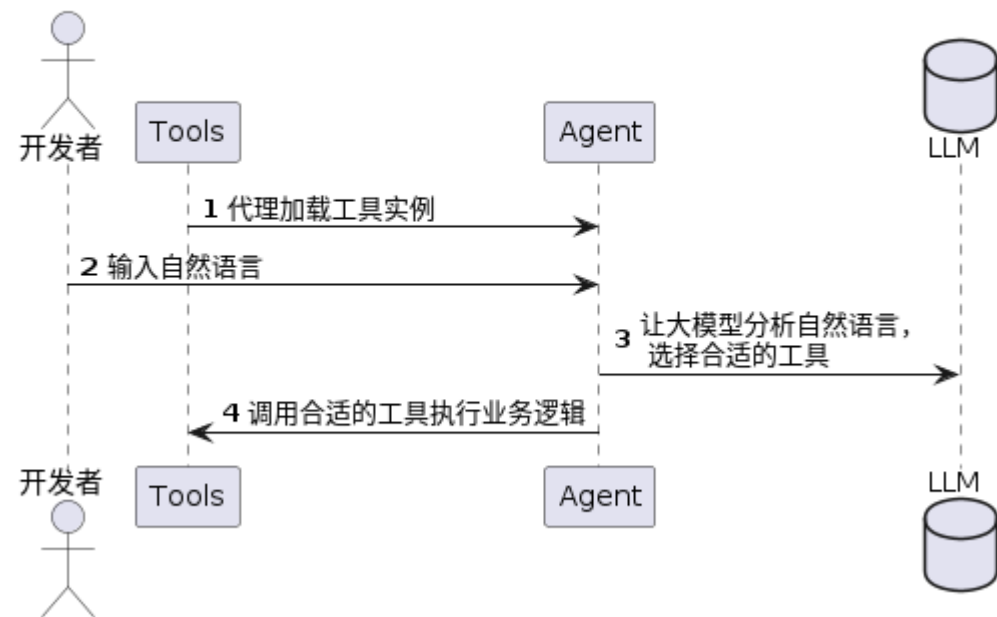 开发者
Tools
Agent
LLM
1 代理加载工具实例
2 输入自然语言
3 让大模型分析自然语言，
选择合适的工具
4 调用合适的工具执行业务逻辑
开发者
Tools
Agent
LLM